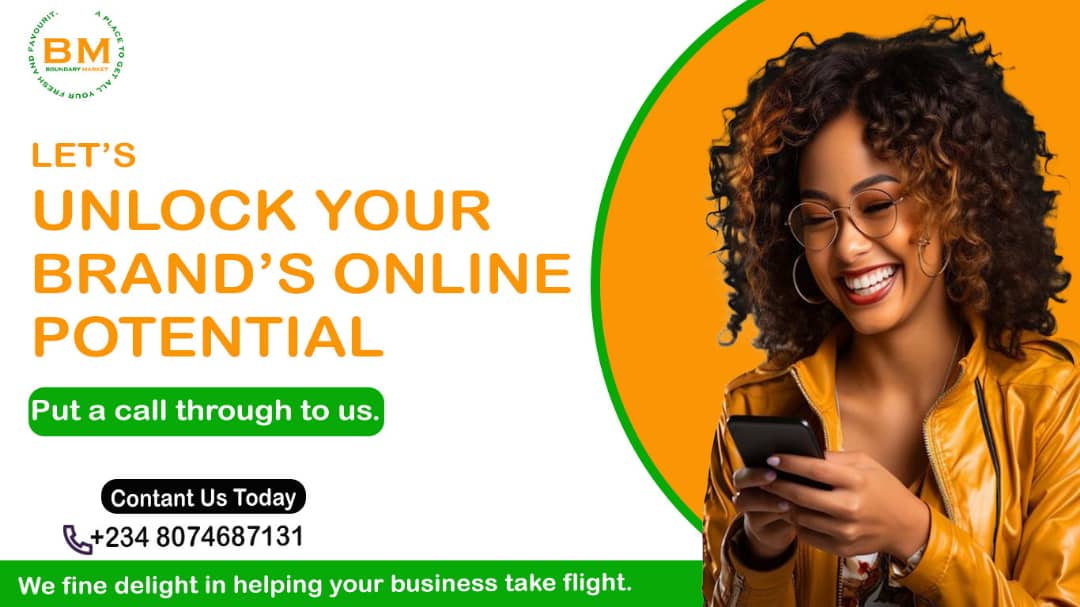 A PLACE TO GET ALL YOUR FRESH AND FAVOURIT.
BM
BOUNDARY MARKET
LET’S
UNLOCK YOUR
BRAND’S ONLINE
POTENTIAL
Put a call through to us.
Contant Us Today
+234 8074687131
We fine delight in helping your business take flight.